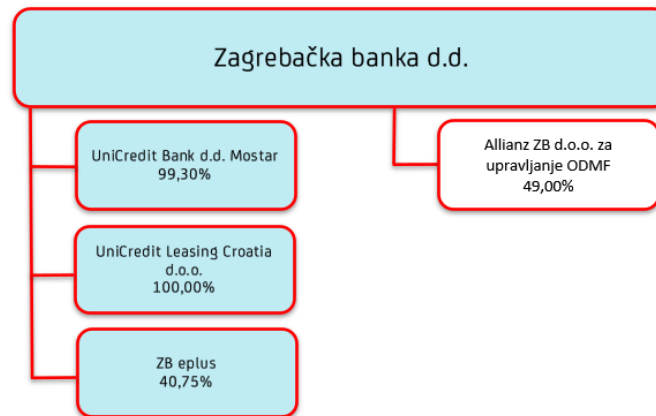 Zagrebačka banka d.d.
UniCredit Bank d.d. Mostar
99,30%
Allianz ZB d.o.o. za
upravljanje ODMF
49,00%
UniCredit Leasing Croatia
d.o.o.
100,00%
ZB eplus
40,75%